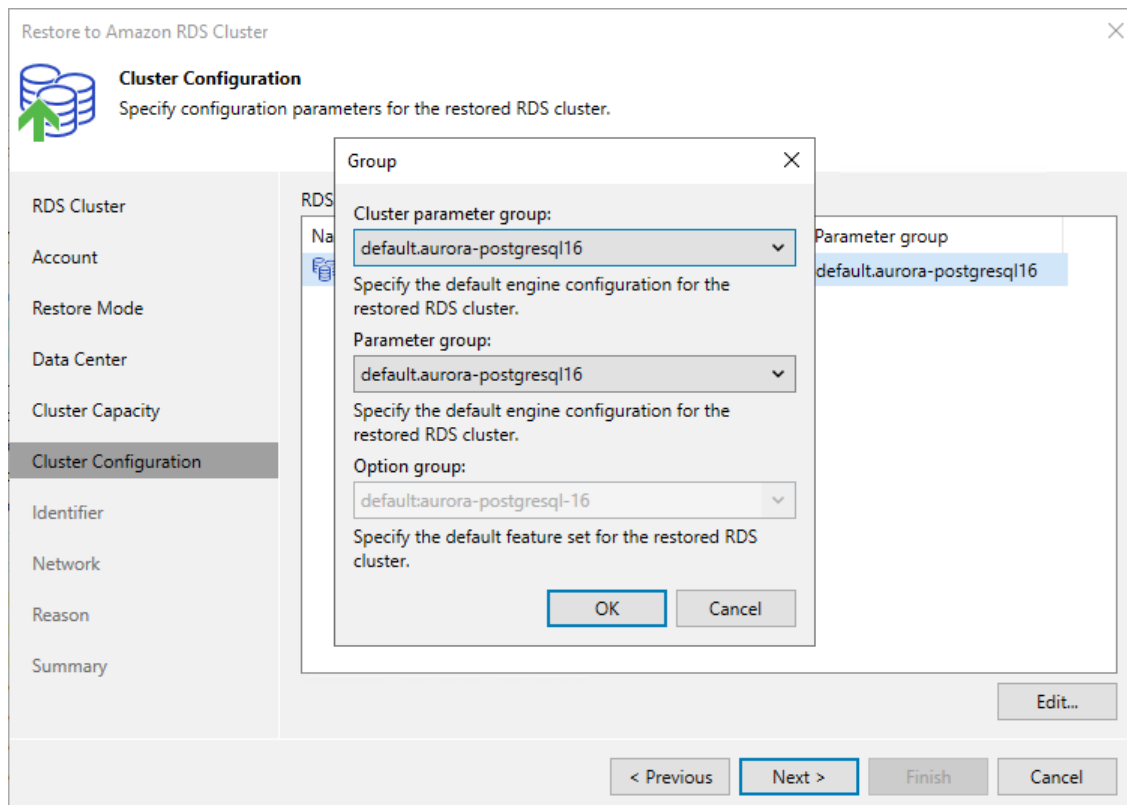 Restore to Amazon RDS Cluster
Cluster Configuration
Specify configuration parameters for the restored RDS cluster.
RDS Cluster
Account
Restore Mode
Data Center
Cluster Capacity
Cluster Configuration
Identifier
Network
Reason
Summary
RDS
Na
Parameter group
default.aurora-postgresql16
Group
Cluster parameter group:
default.aurora-postgresql16
Specify the default engine configuration for the
restored RDS cluster.
Parameter group:
default.aurora-postgresql16
Specify the default engine configuration for the
restored RDS cluster.
Option group:
default:aurora-postgresql-16
Specify the default feature set for the restored RDS
cluster.
OK
Cancel
Edit...
< Previous
Next >
Finish
Cancel